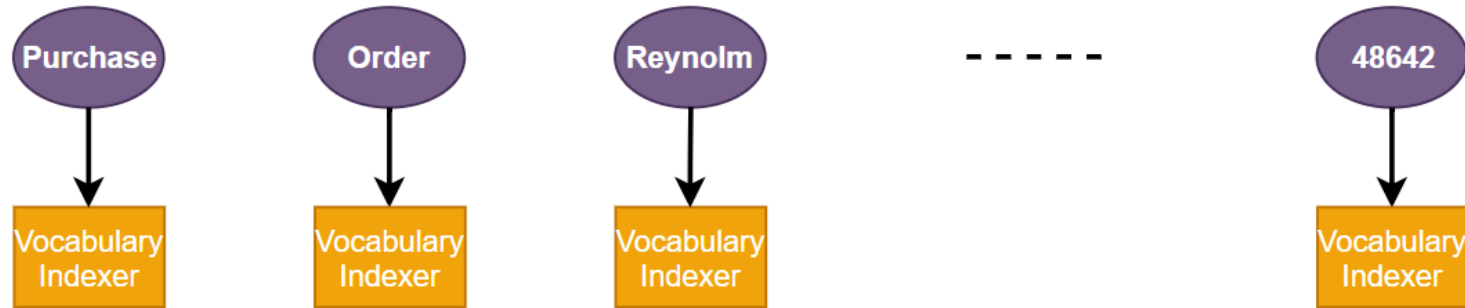 Purchase
Order
Reynolm
48642
Vocabulary
Indexer
Vocabulary
Indexer
Vocabulary
Indexer
Vocabulary
Indexer